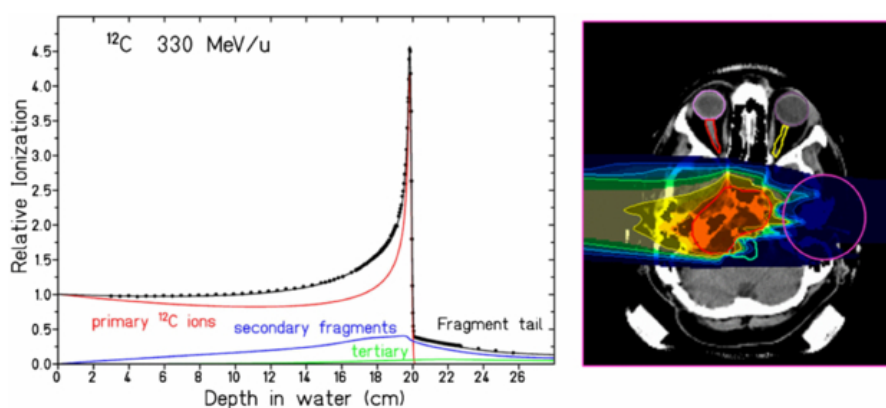 ¹²C 330 MeV/u
Relative Ionization
4.5
4.0
3.5
3.0
2.5
2.0
1.5
1.0
0.5
0.0
primary ¹²C ions
secondary fragments
Fragment tail
tertiary
0 2 4 6 8 10 12 14 16 18 20 22 24 26
Depth in water (cm)